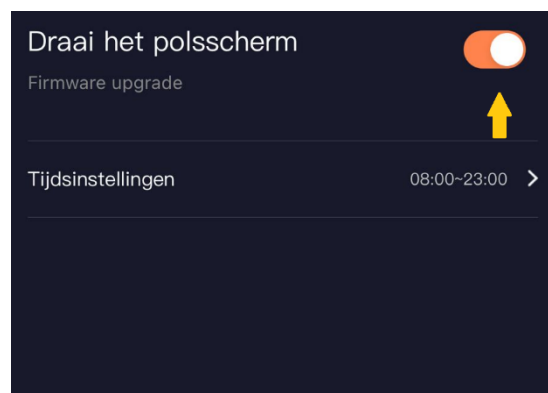 Draai het polsscherm
Firmware upgrade
Tijdsinstellingen 08:00~23:00